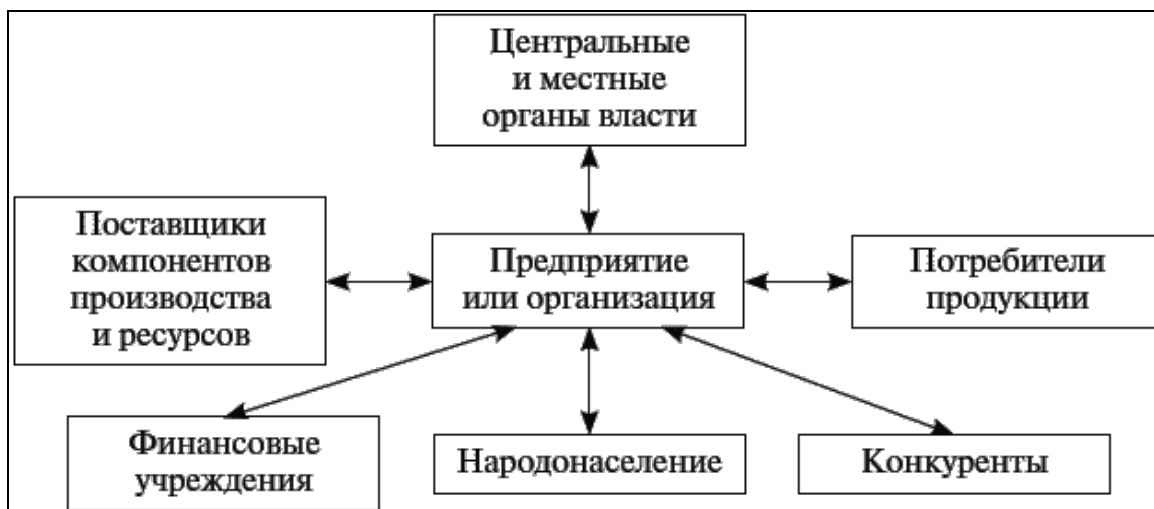 Центральные
и местные
органы власти
Поставщики
компонентов
производства
и ресурсов
Предприятие
или организация
Потребители
продукции
Финансовые
учреждения
Народонаселение
Конкуренты